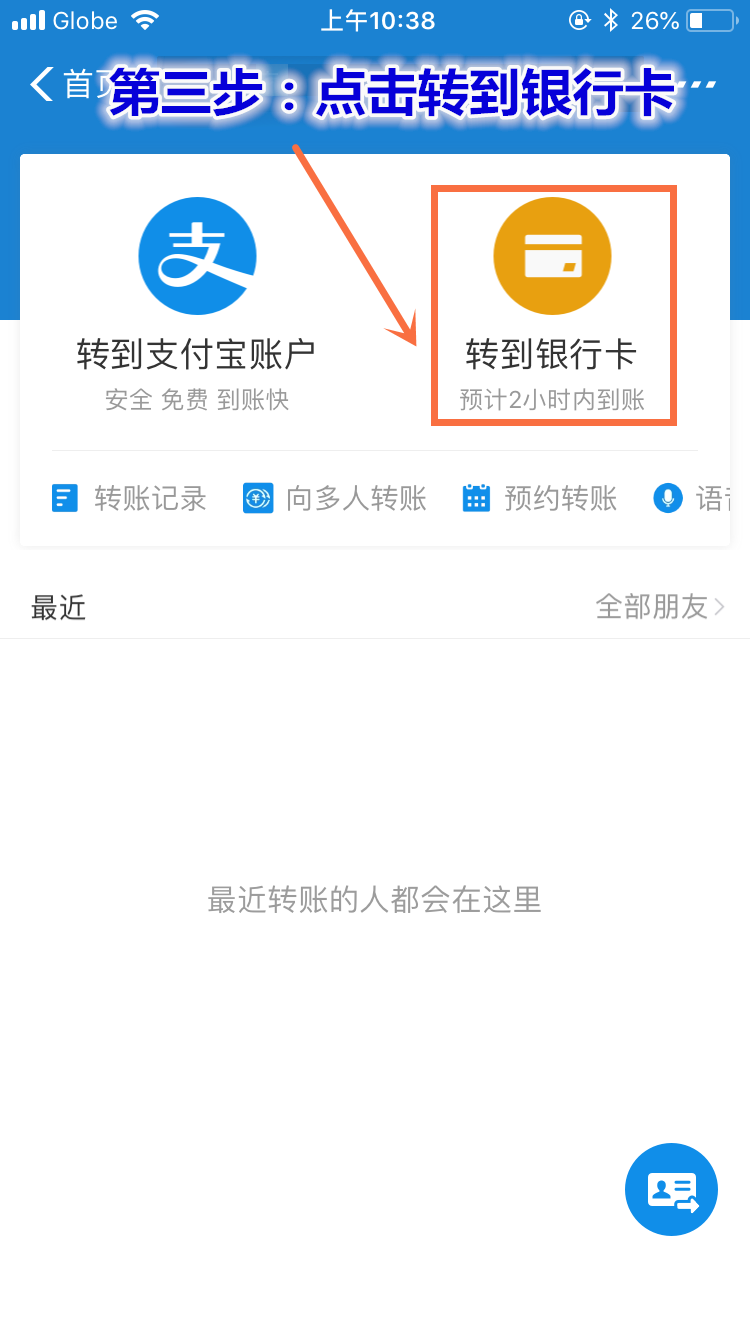 Globe
上午10:38
26%
首页
第三步：点击转到银行卡
支
转到支付宝账户
安全 免费 到账快
转到银行卡
预计2小时内到账
转账记录
向多人转账
预约转账
语
最近
全部朋友
最近转账的人都会在这里